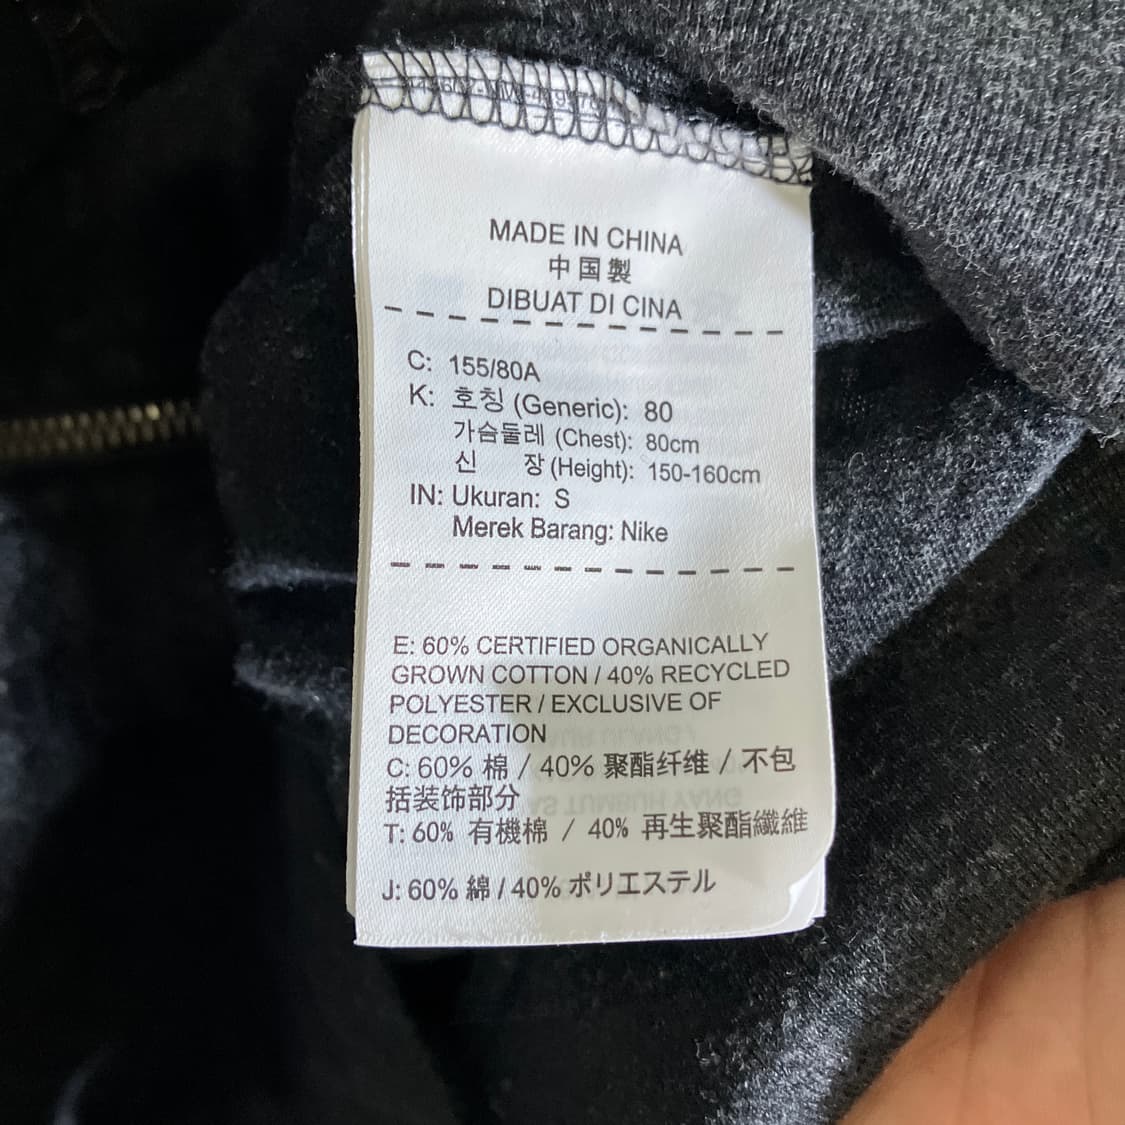 MADE IN CHINA
中国製
DIBUAT DI CINA
C: 155/80A
K: 호칭 (Generic): 80
가슴둘레 (Chest): 80cm
신 장 (Height): 150-160cm
IN: Ukuran: S
Merek Barang: Nike
E: 60% CERTIFIED ORGANICALLY
GROWN COTTON / 40% RECYCLED
POLYESTER / EXCLUSIVE OF
DECORATION
C: 60% 棉 / 40% 聚酯纤维 / 不包
括装饰部分
T: 60% 有機棉 / 40% 再生聚酯纖維
J: 60% 綿 / 40% ポリエステル